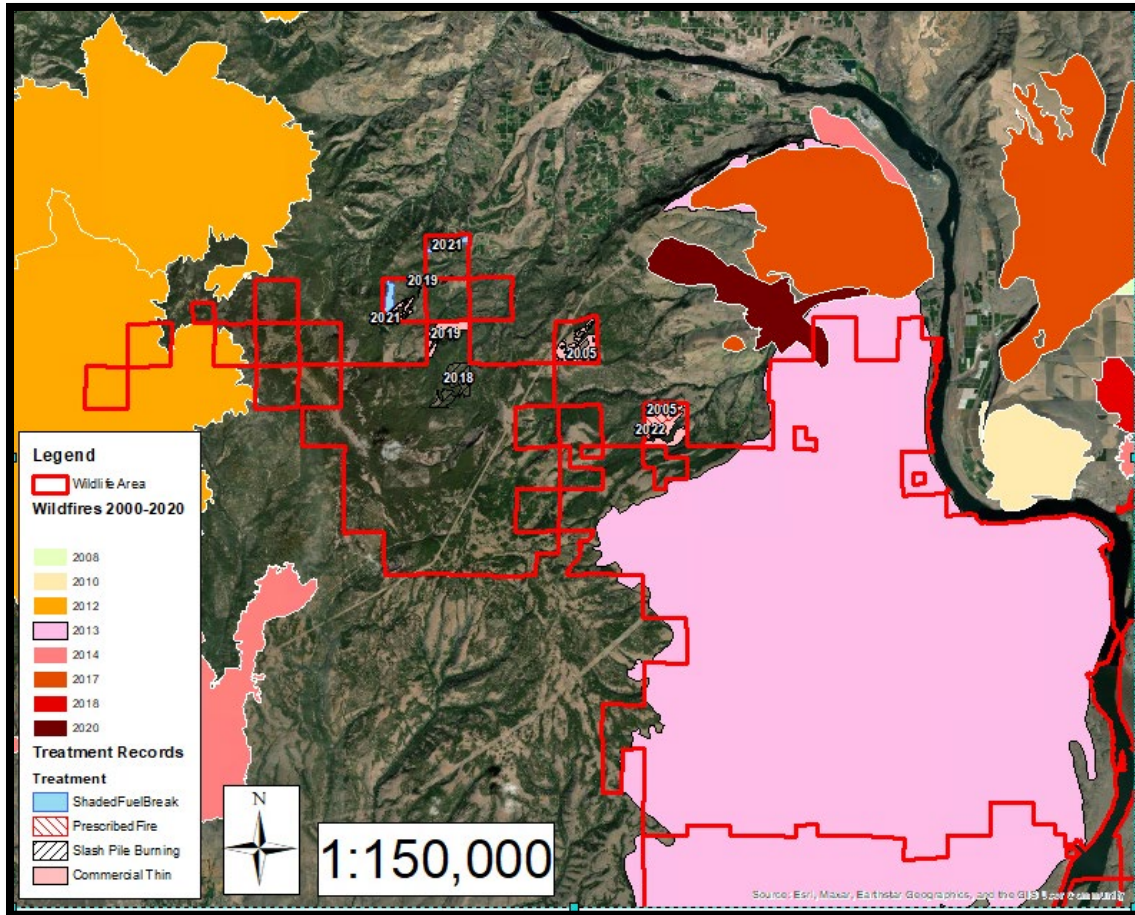 2021
2019
2021
2019
2005
2018
2005
2022
Legend
Wildlife Area
Wildfires 2000-2020
2008
2010
2012
2013
2014
2017
2018
2020
Treatment Records
Treatment
ShadedFuelBreak
Prescribed Fire
Slash Pile Burning
Commercial Thin
N
1:150,000
Source: Esri, Maxar, Earthstar Geographics, and the GIS User Community